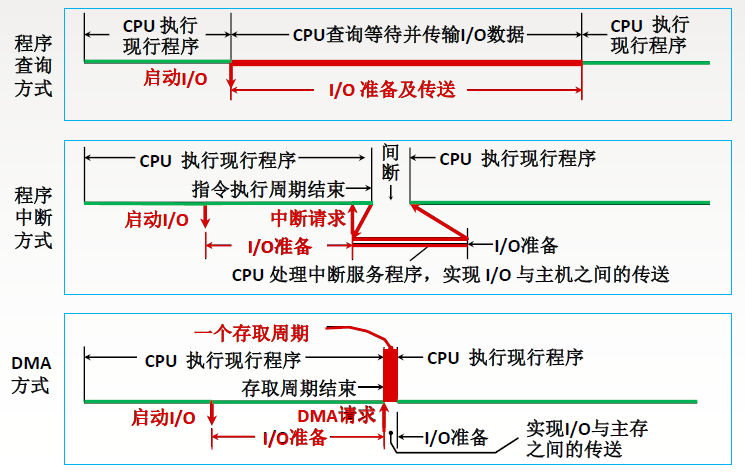 程序
查询
方式
CPU 执行
现行程序
CPU查询等待并传输I/O数据
CPU 执行
现行程序
启动I/O
I/O 准备及传送
程序
中断
方式
CPU 执行现行程序
间
断
CPU 执行现行程序
指令执行周期结束
启动I/O
中断请求
I/O准备
I/O准备
CPU 处理中断服务程序，实现 I/O 与主机之间的传送
DMA
方式
一个存取周期
CPU 执行现行程序
CPU 执行现行程序
存取周期结束
启动I/O
DMA请求
I/O准备
I/O准备
实现I/O与主存
之间的传送